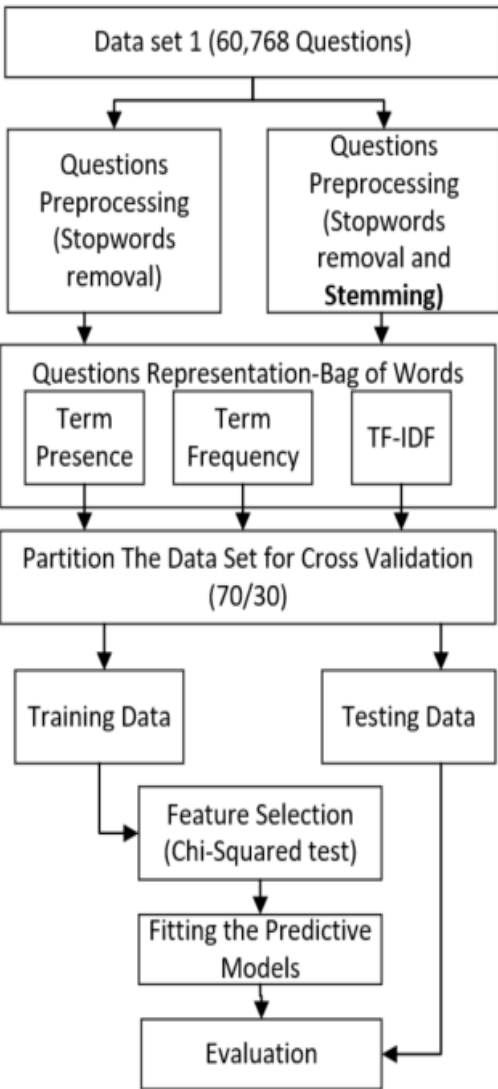 Data set 1 (60,768 Questions)
Questions
Preprocessing
(Stopwords
removal)
Questions
Preprocessing
(Stopwords
removal and
Stemming)
Questions Representation-Bag of Words
Term
Presence
Term
Frequency
TF-IDF
Partition The Data Set for Cross Validation
(70/30)
Training Data
Testing Data
Feature Selection
(Chi-Squared test)
Fitting the Predictive
Models
Evaluation